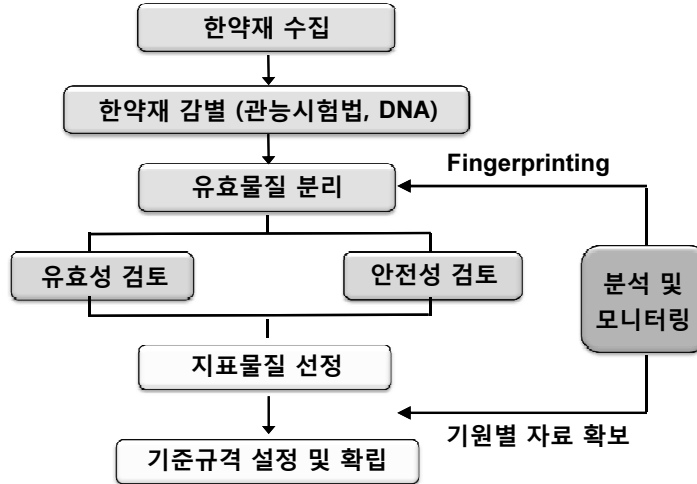 한약재 수집
한약재 감별 (관능시험법, DNA)
Fingerprinting
유효물질 분리
유효성 검토
안전성 검토
분석 및
모니터링
지표물질 선정
기원별 자료 확보
기준규격 설정 및 확립